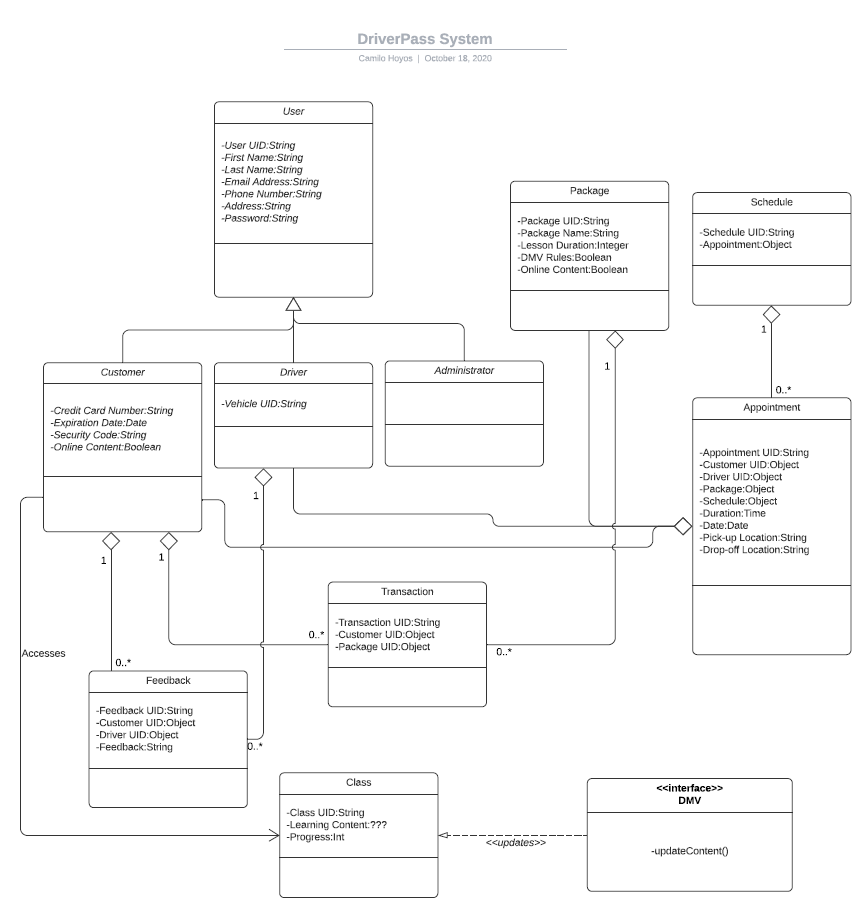 DriverPass System
Camilo Hoyos | October 18, 2020
User
-User UID:String
-First Name:String
-Last Name:String
-Email Address:String
-Phone Number:String
-Address:String
-Password:String
Package
-Package UID:String
-Package Name:String
-Lesson Duration:Integer
-DMV Rules:Boolean
-Online Content:Boolean
Schedule
-Schedule UID:String
-Appointment:Object
1
1
0..*
Customer
-Credit Card Number:String
-Expiration Date:Date
-Security Code:String
-Online Content:Boolean
Driver
-Vehicle UID:String
Administrator
Appointment
-Appointment UID:String
-Customer UID:Object
-Driver UID:Object
-Package:Object
-Schedule:Object
-Duration:Time
-Date:Date
-Pick-up Location:String
-Drop-off Location:String
1
1
1
Transaction
-Transaction UID:String
-Customer UID:Object
-Package UID:Object
0..*
0..*
Accesses
0..*
Feedback
-Feedback UID:String
-Customer UID:Object
-Driver UID:Object
-Feedback:String
0..*
Class
-Class UID:String
-Learning Content:???
-Progress:Int
<<updates>>
<<interface>>
DMV
-updateContent()